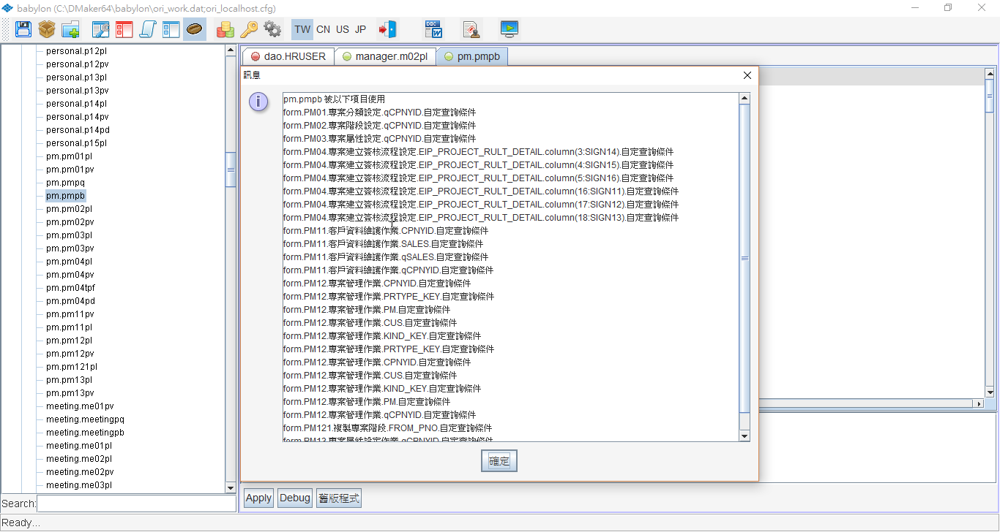 babylon (C:\DMaker64\babylon\ori_work.dat;ori_localhost.cfg)
TW CN US JP
DOC
W
personal.p12pl
personal.p12pv
personal.p13pl
personal.p13pv
personal.p14pl
personal.p14pv
personal.p14pd
personal.p15pl
pm.pm01pl
pm.pm01pv
pm.pmpq
pm.pmpb
pm.pm02pl
pm.pm02pv
pm.pm03pl
pm.pm03pv
pm.pm04pl
pm.pm04pv
pm.pm04tpf
pm.pm04pd
pm.pm11pv
pm.pm11pl
pm.pm12pl
pm.pm12pv
pm.pm121pl
pm.pm13pl
pm.pm13pv
meeting.me01pv
meeting.meetingpq
meeting.meetingpb
meeting.me01pl
meeting.me02pl
meeting.me02pv
meeting.me03pl
Search:
Ready...
dao.HRUSER
manager.m02pl
pm.pmpb
訊息
pm.pmpb 被以下項目使用
form.PM01.專案分類設定.qCPNYID.自定查詢條件
form.PM02.專案階段設定.qCPNYID.自定查詢條件
form.PM03.專案屬性設定.qCPNYID.自定查詢條件
form.PM04.專案建立簽核流程設定.EIP_PROJECT_RULT_DETAIL.column(3:SIGN14).自定查詢條件
form.PM04.專案建立簽核流程設定.EIP_PROJECT_RULT_DETAIL.column(4:SIGN15).自定查詢條件
form.PM04.專案建立簽核流程設定.EIP_PROJECT_RULT_DETAIL.column(5:SIGN16).自定查詢條件
form.PM04.專案建立簽核流程設定.EIP_PROJECT_RULT_DETAIL.column(16:SIGN11).自定查詢條件
form.PM04.專案建立簽核流程設定.EIP_PROJECT_RULT_DETAIL.column(17:SIGN12).自定查詢條件
form.PM04.專案建立簽核流程設定.EIP_PROJECT_RULT_DETAIL.column(18:SIGN13).自定查詢條件
form.PM11.客戶資料維護作業.CPNYID.自定查詢條件
form.PM11.客戶資料維護作業.SALES.自定查詢條件
form.PM11.客戶資料維護作業.qSALES.自定查詢條件
form.PM11.客戶資料維護作業.qCPNYID.自定查詢條件
form.PM12.專案管理作業.CPNYID.自定查詢條件
form.PM12.專案管理作業.PRTYPE_KEY.自定查詢條件
form.PM12.專案管理作業.PM.自定查詢條件
form.PM12.專案管理作業.CUS.自定查詢條件
form.PM12.專案管理作業.KIND_KEY.自定查詢條件
form.PM12.專案管理作業.PRTYPE_KEY.自定查詢條件
form.PM12.專案管理作業.CPNYID.自定查詢條件
form.PM12.專案管理作業.CUS.自定查詢條件
form.PM12.專案管理作業.KIND_KEY.自定查詢條件
form.PM12.專案管理作業.PM.自定查詢條件
form.PM12.專案管理作業.qCPNYID.自定查詢條件
form.PM121.複製專案階段.FROM_PNO.自定查詢條件
form.PM13.專案屬性設定作業.qCPNYID.自定查詢條件
確定
Apply
Debug
舊版程式